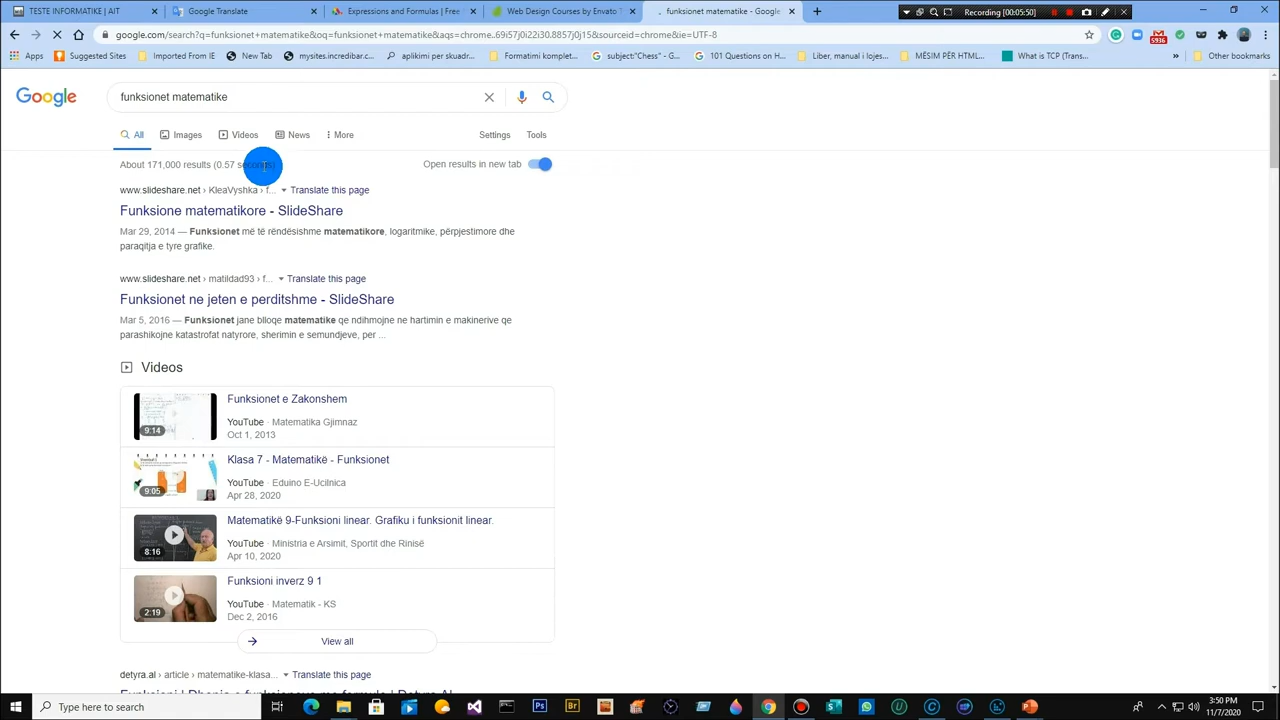 TESTE INFORMATIKE | AIT
Google Translate
Expressions and Formulas | Free
Web Design Courses by Envato T
funksionet matematike - Google
Recording [00:05:50]
google.com/search?q=funksionet+matematike&oq=funksionet+matematike&aqs=chrome.69i57j0i22i30.8857j0j15&sourceid=chrome&ie=UTF-8
5936
Apps
Suggested Sites
Imported From IE
New Tab
juegosdirectos.incredibar.c...
aplikimi per skuadr...
Formatimi komplet...
subject:"Chess" - G...
101 Questions on H...
Liber, manual i lojes...
MËSIM PËR HTML...
What is TCP (Trans...
»
Other bookmarks
Google
funksionet matematike
All
Images
Videos
News
More
Settings
Tools
About 171,000 results (0.57 seconds)
Open results in new tab
www.slideshare.net › KleaVyshka › f... Translate this page
Funksione matematikore - SlideShare
Mar 29, 2014 — Funksionet më të rëndësishme matematikore, logaritmike, përpjestimore dhe
paraqitja e tyre grafike.
www.slideshare.net › matildad93 › f... Translate this page
Funksionet ne jeten e perditshme - SlideShare
Mar 5, 2016 — Funksionet jane blloqe matematike qe ndihmojne ne hartimin e makinerive qe
parashikojne katastrofat natyrore, sherimin e semundjeve, per ...
Videos
9:14
Funksionet e Zakonshem
YouTube · Matematika Gjimnaz
Oct 1, 2013
9:05
Klasa 7 - Matematikë - Funksionet
YouTube · Eduino E-Ucilnica
Apr 28, 2020
8:16
Matematikë 9-Funksioni linear. Grafiku i funksionit linear.
YouTube · Ministria e Arsimit, Sportit dhe Rinisë
Apr 10, 2020
2:19
Funksioni inverz 9 1
YouTube · Matematik - KS
Dec 2, 2016
View all
detyra.al › article › matematike-klasa... Translate this page
Type here to search
3:50 PM
11/7/2020